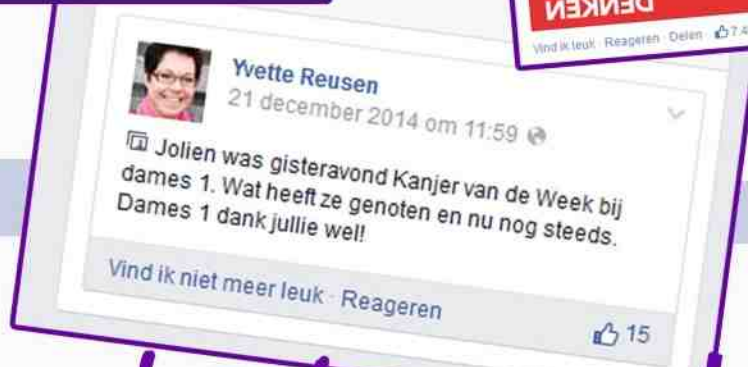 DENKEN
Vind ik leuk · Reageren · Delen · 7.4
Yvette Reusen
21 december 2014 om 11:59
Jolien was gisteravond Kanjer van de Week bij
dames 1. Wat heeft ze genoten en nu nog steeds.
Dames 1 dank jullie wel!
Vind ik niet meer leuk · Reageren
15